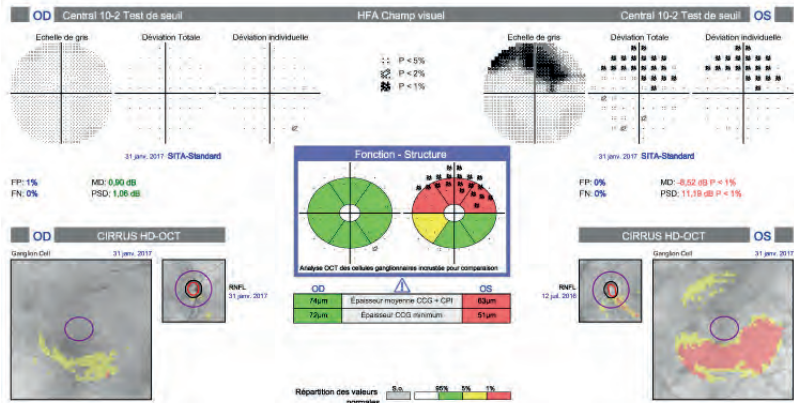 OD Central 10-2 Test de seuil HFA Champ visuel Central 10-2 Test de seuil OS
Echelle de gris Déviation Totale Déviation individuelle Echelle de gris Déviation Totale Déviation individuelle
P < 5%
P < 2%
P < 1%
31 janv. 2017 SITA-Standard
31 janv. 2017 SITA-Standard
Fonction - Structure
FP: 1% MD: 0,90 dB
FN: 0% PSD: 1,06 dB
FP: 0% MD: -8,52 dB P < 1%
FN: 0% PSD: 11,19 dB P < 1%
Analyse OCT des cellules ganglionnaires incrustée pour comparaison
OD CIRRUS HD-OCT
Ganglion Cell 31 janv. 2017
RNFL
31 janv. 2017
OD OS
74µm Épaisseur moyenne CCG + CPI 63µm
72µm Épaisseur CCG minimum 51µm
CIRRUS HD-OCT OS
RNFL
12 juil. 2016
Ganglion Cell 31 janv. 2017
Répartition des valeurs normales S.o. 95% 5% 1%